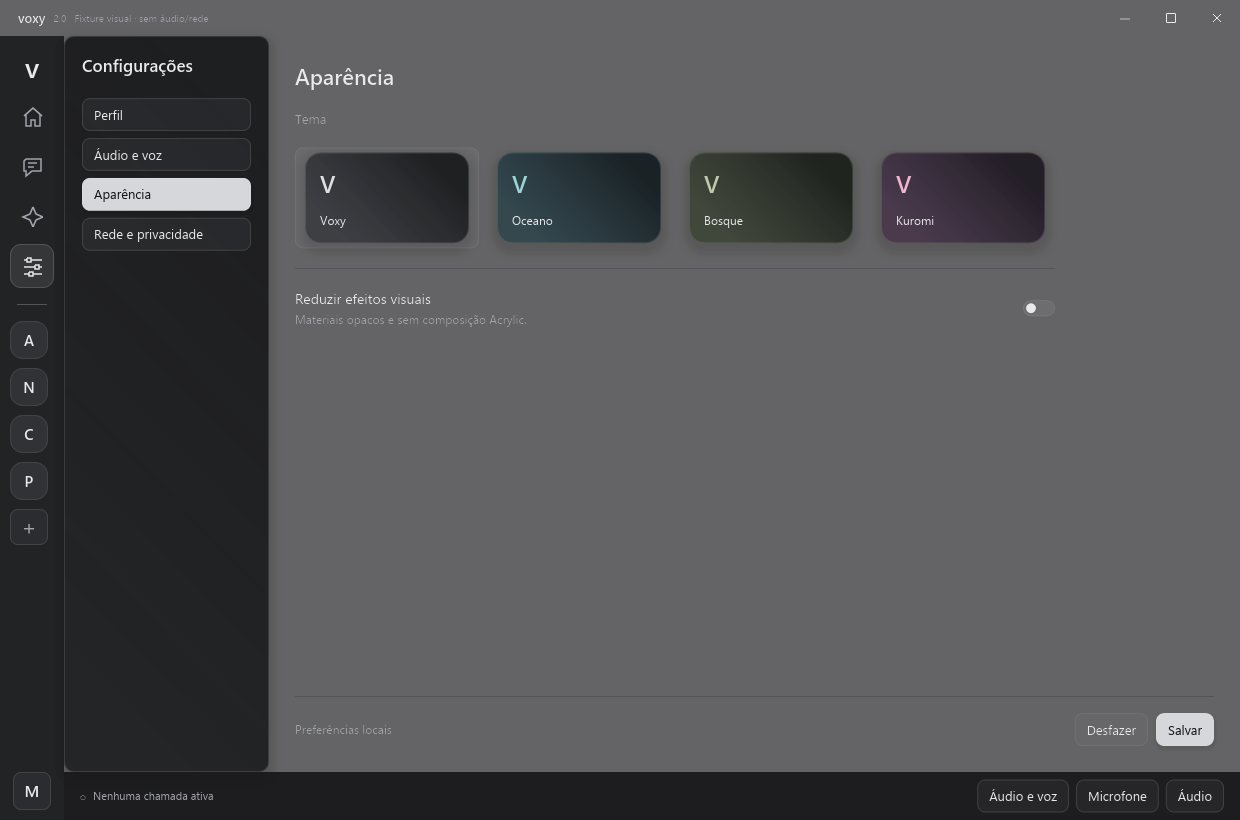 voxy 2.0 Fixture visual · sem áudio/rede
V
Configurações
Perfil
Áudio e voz
Aparência
Rede e privacidade
A
N
C
P
+
M
Aparência
Tema
V
Voxy
V
Oceano
V
Bosque
V
Kuromi
Reduzir efeitos visuais
Materiais opacos e sem composição Acrylic.
Preferências locais
Desfazer
Salvar
Nenhuma chamada ativa
Áudio e voz
Microfone
Áudio